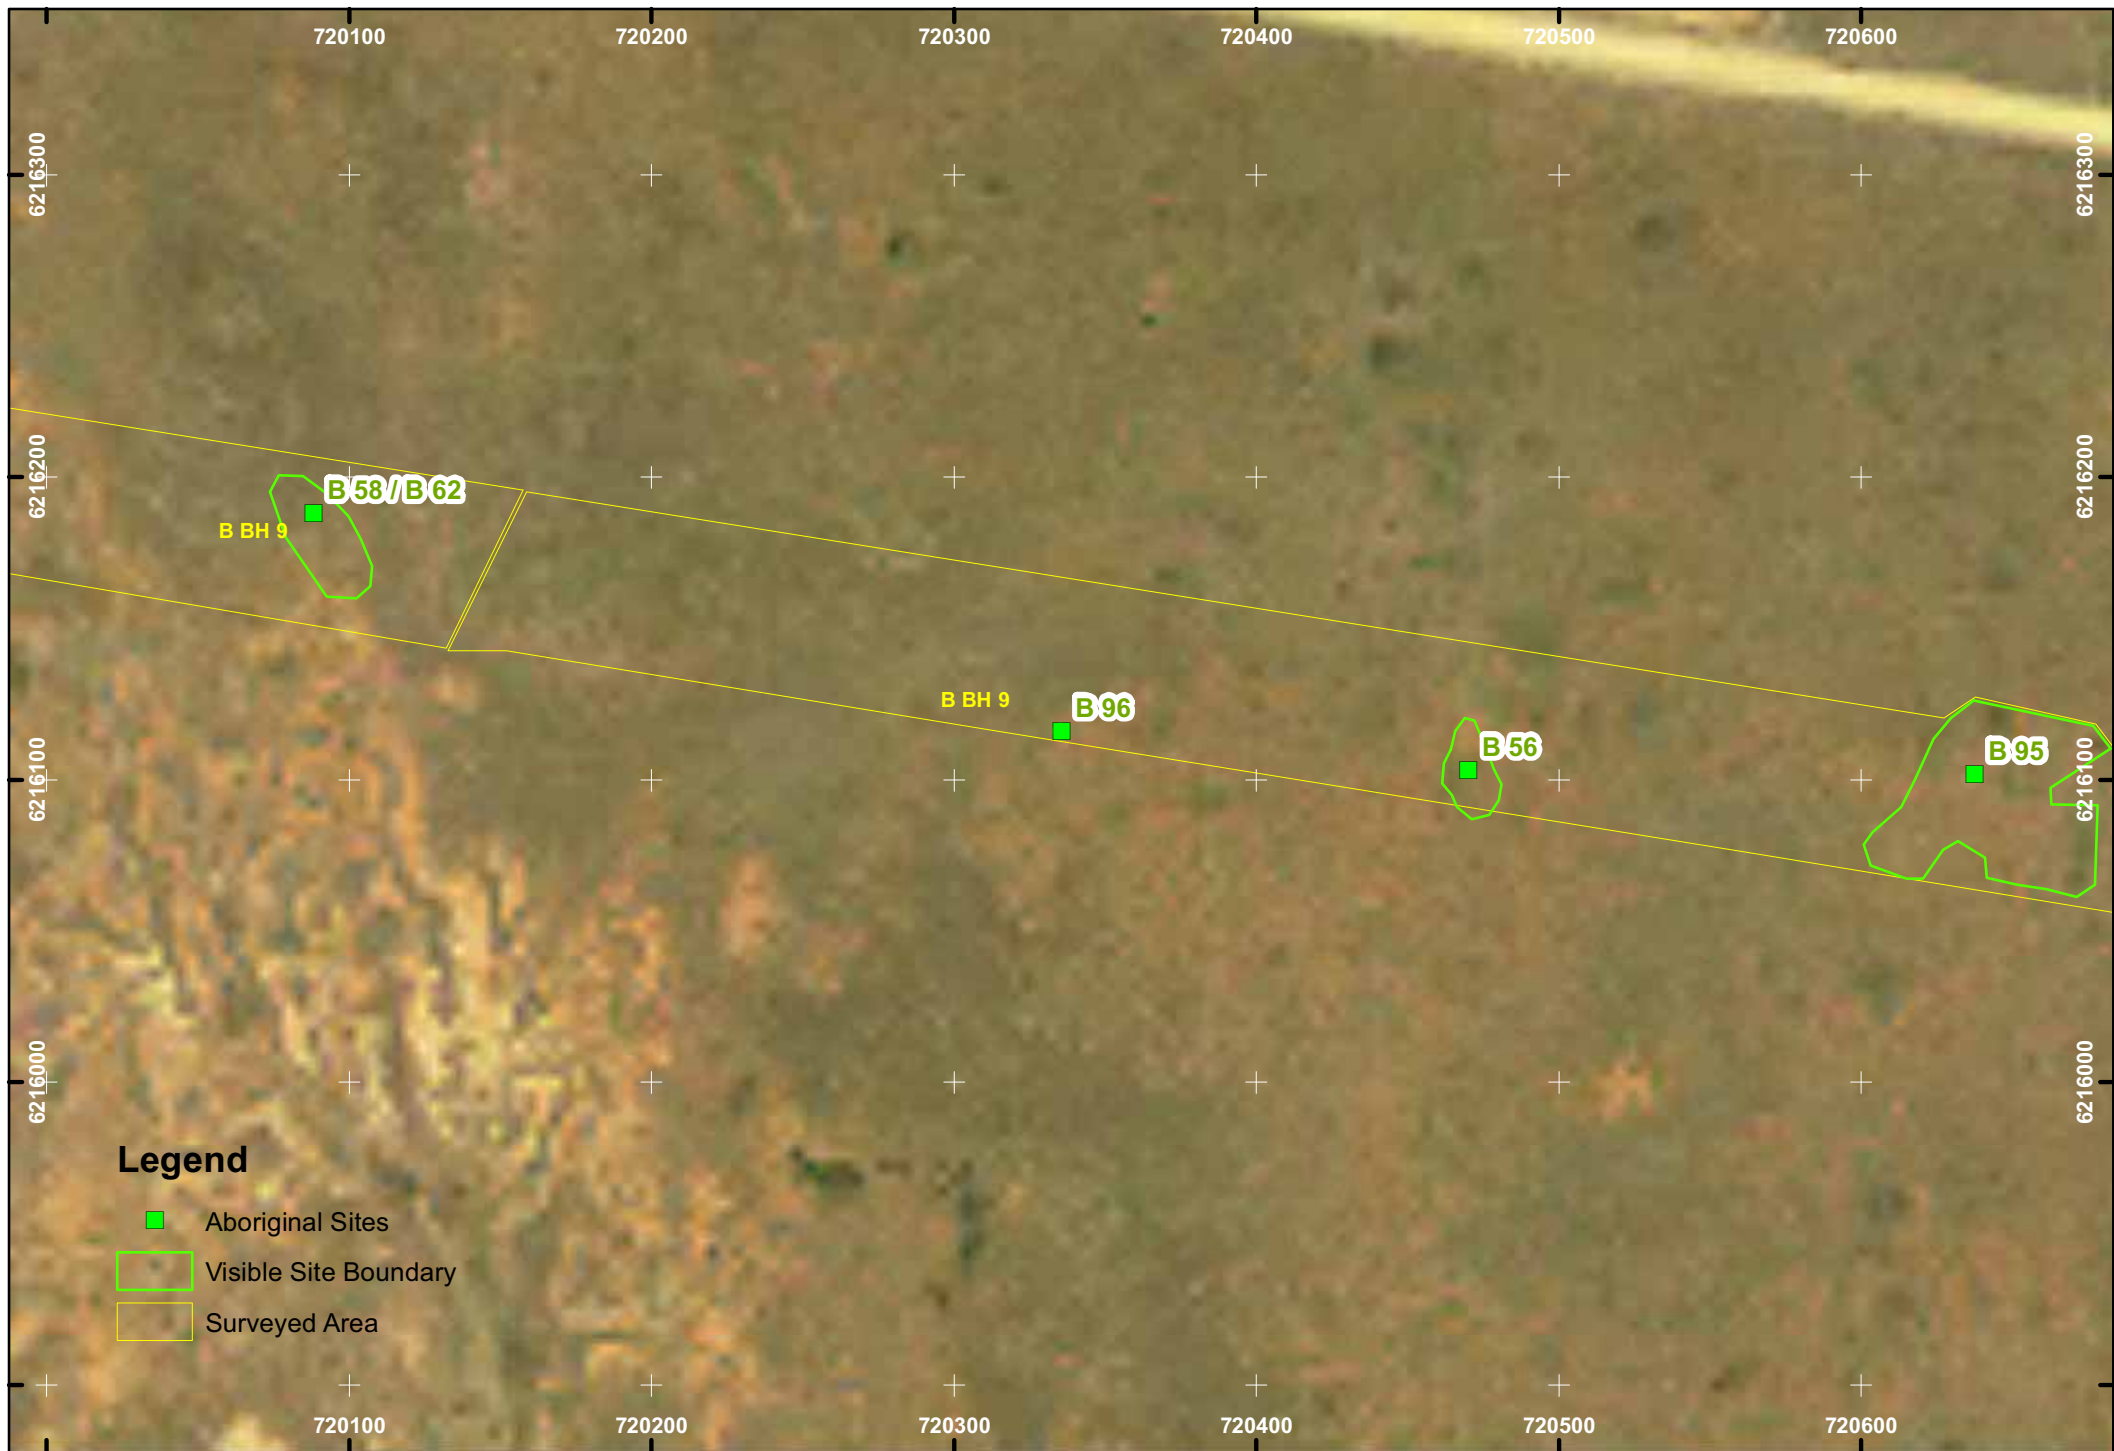 720100 720200 720300 720400 720500 720600
6216300 6216300
6216200 6216200
B 58 / B 62
B BH 9
B BH 9
B 96
B 56
B 95
6216100 6216100
6216000 6216000
Legend
Aboriginal Sites
Visible Site Boundary
Surveyed Area
720100 720200 720300 720400 720500 720600